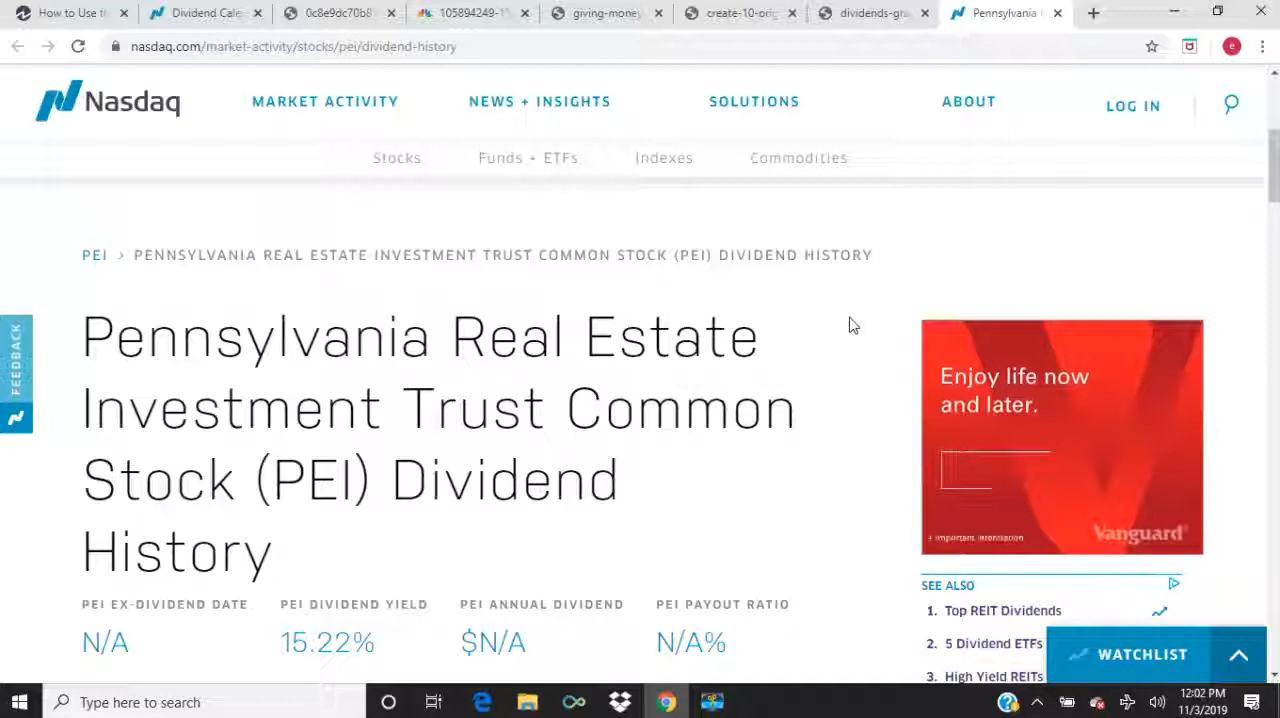 How to Use th
Dividend Cale
0c8e9dc70b8
105894249-15
giving-money
create-10-orig
dividends-gra
Pennsylvania
nasdaq.com/market-activity/stocks/pei/dividend-history
e
Nasdaq
MARKET ACTIVITY
NEWS + INSIGHTS
SOLUTIONS
ABOUT
LOG IN
Stocks
Funds + ETFs
Indexes
Commodities
PEI > PENNSYLVANIA REAL ESTATE INVESTMENT TRUST COMMON STOCK (PEI) DIVIDEND HISTORY
FEEDBACK
Pennsylvania Real Estate
Investment Trust Common
Stock (PEI) Dividend
History
Enjoy life now
and later.
+ Important information
Vanguard
PEI EX-DIVIDEND DATE
PEI DIVIDEND YIELD
PEI ANNUAL DIVIDEND
PEI PAYOUT RATIO
N/A
15.22%
$N/A
N/A%
SEE ALSO
1. Top REIT Dividends
2. 5 Dividend ETFs
3. High Yield REITs
WATCHLIST
Type here to search
12:02 PM
11/3/2019